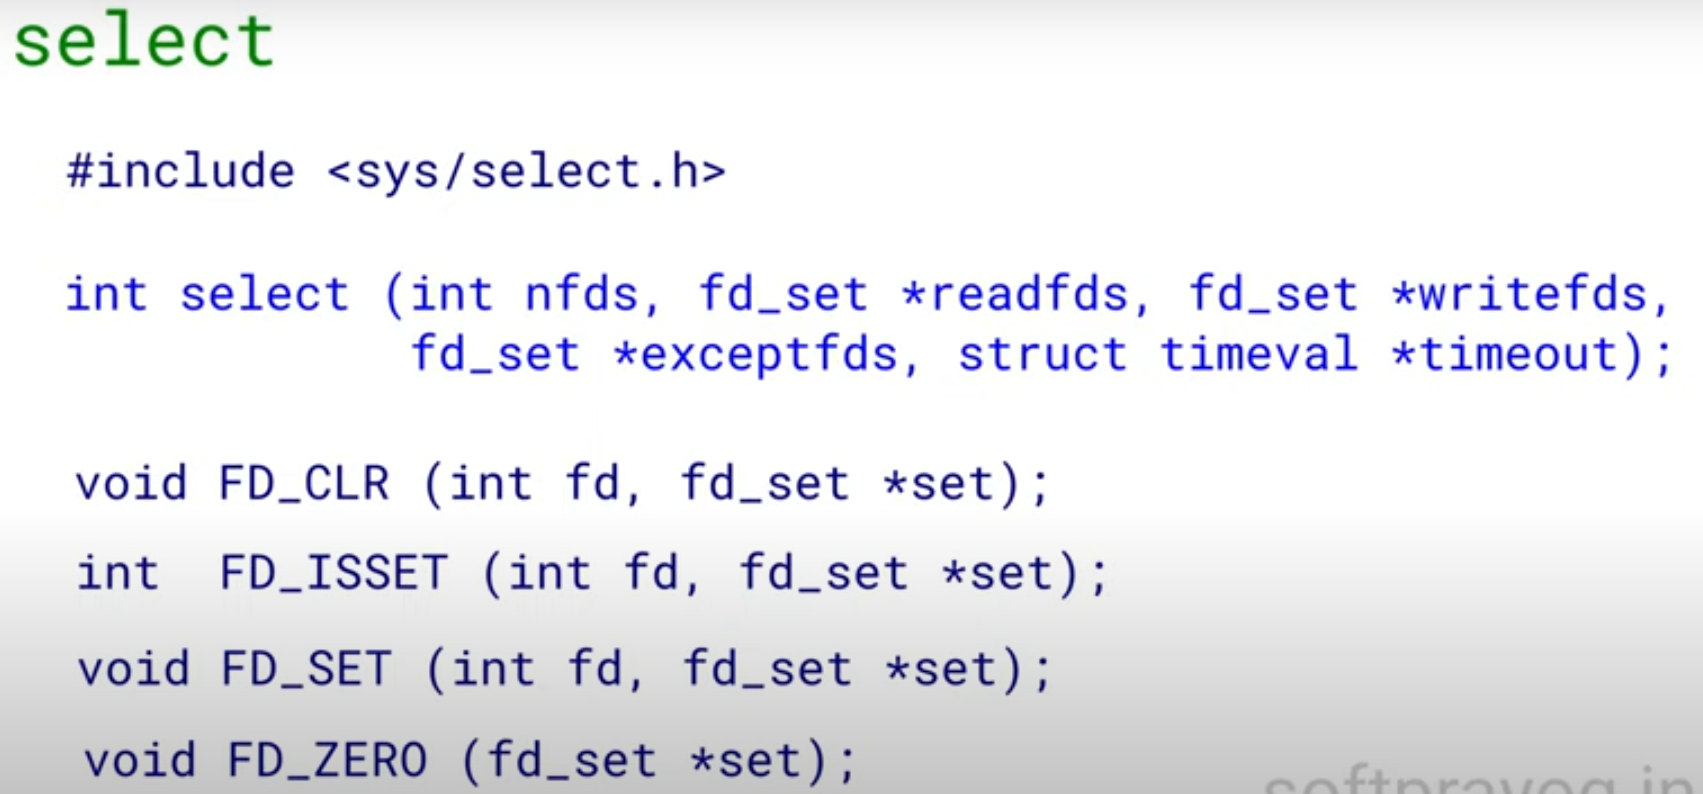 select
#include <sys/select.h>
int select (int nfds, fd_set *readfds, fd_set *writefds,
fd_set *exceptfds, struct timeval *timeout);
void FD_CLR (int fd, fd_set *set);
int FD_ISSET (int fd, fd_set *set);
void FD_SET (int fd, fd_set *set);
void FD_ZERO (fd_set *set);
softprayog.in